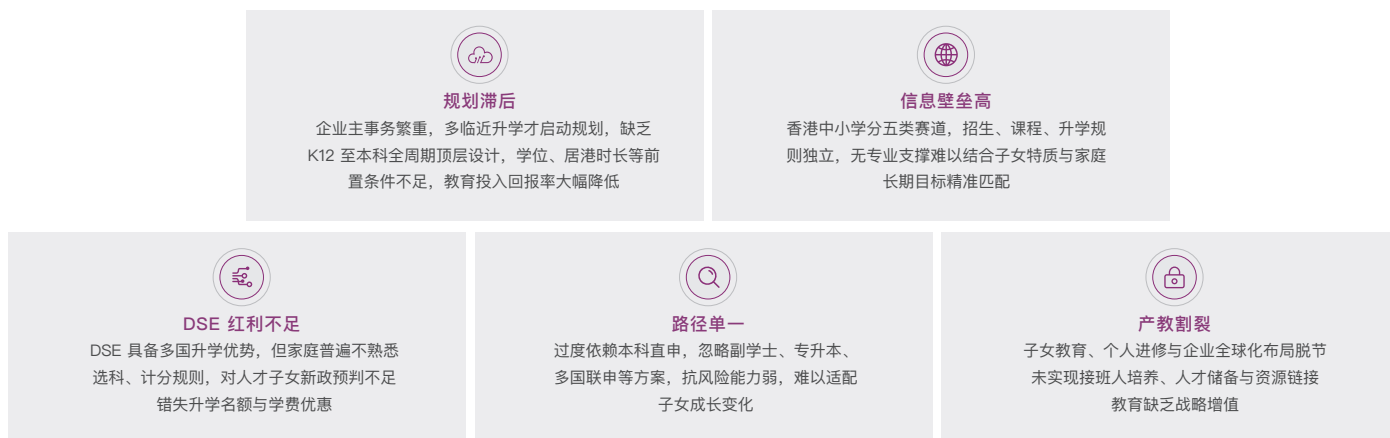 规划滞后
企业主事务繁重，多临近升学才启动规划，缺乏
K12 至本科全周期顶层设计，学位、居港时长等前
置条件不足，教育投入回报率大幅降低
信息壁垒高
香港中小学分五类赛道，招生、课程、升学规
则独立，无专业支撑难以结合子女特质与家庭
长期目标精准匹配
DSE 红利不足
DSE 具备多国升学优势，但家庭普遍不熟悉
选科、计分规则，对人才子女新政预判不足
错失升学名额与学费优惠
路径单一
过度依赖本科直申，忽略副学士、专升本、
多国联申等方案，抗风险能力弱，难以适配
子女成长变化
产教割裂
子女教育、个人进修与企业全球化布局脱节
未实现接班人培养、人才储备与资源链接
教育缺乏战略增值